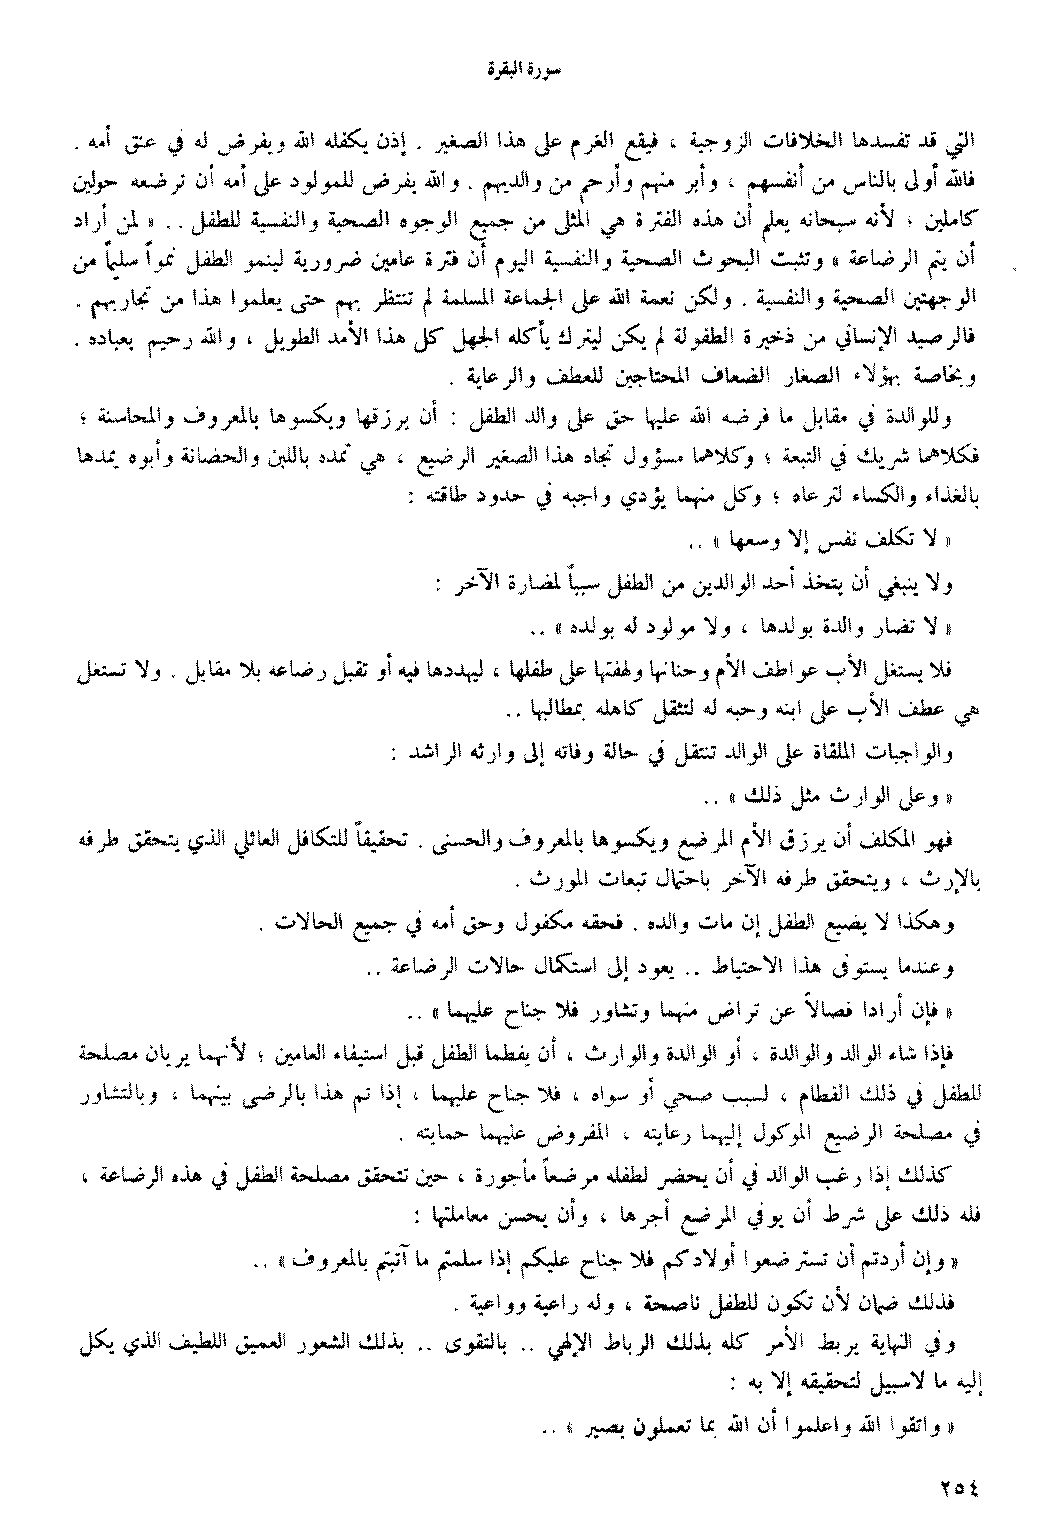 سورة البقرة
التي قد تفسدها الخلافات الزوجية ، فيقع الغرم على هذا الصغير . إذن يكفله الله ويفرض له في عنق أمه .
فالله أولى بالناس من أنفسهم ، وأبر منهم وأرحم من والديهم . والله يفرض للمولود على أمه أن ترضعه حولين
كاملين ؛ لأنه سبحانه يعلم أن هذه الفترة هي المثلى من جميع الوجوه الصحية والنفسية للطفل .. « لمن أراد
أن يتم الرضاعة » وتثبت البحوث الصحية والنفسية اليوم أن فترة عامين ضرورية لينمو الطفل نمواً سليماً من
الوجهتين الصحية والنفسية . ولكن نعمة الله على الجماعة المسلمة لم تنتظر بهم حتى يعلموا هذا من تجاربهم .
فالرصيد الإنساني من ذخيرة الطفولة لم يكن ليترك يأكله الجهل كل هذا الأمد الطويل ، والله رحيم بعباده .
وبخاصة بهؤلاء الصغار الضعاف المحتاجين للعطف والرعاية .
وللوالدة في مقابل ما فرضه الله عليها حق على والد الطفل : أن يرزقها ويكسوها بالمعروف والمحاسنة ؛
فكلاهما شريك في التبعة ؛ وكلاهما مسؤول تجاه هذا الصغير الرضيع ، هي تمده باللبن والحضانة وأبوه يمدها
بالغذاء والكساء لترعاه ؛ وكل منهما يؤدي واجبه في حدود طاقته :
« لا تكلف نفس إلا وسعها » ..
ولا ينبغي أن يتخذ أحد الوالدين من الطفل سبباً لمضارة الآخر :
« لا تضار والدة بولدها ، ولا مولود له بولده » ..
فلا يستغل الأب عواطف الأم وحنانها ولهفتها على طفلها ، ليهددها فيه أو تقبل رضاعه بلا مقابل . ولا تستغل
هي عطف الأب على ابنه وحبه له لتثقل كاهله بمطالبها ..
والواجبات الملقاة على الوالد تنتقل في حالة وفاته إلى وارثه الراشد :
« وعلى الوارث مثل ذلك » ..
فهو المكلف أن يرزق الأم المرضع ويكسوها بالمعروف والحسنى . تحقيقاً للتكافل العائلي الذي يتحقق طرفه
بالإرث ، ويتحقق طرفه الآخر باحتمال تبعات المورث .
وهكذا لا يضيع الطفل إن مات والده . فحقه مكفول وحق أمه في جميع الحالات .
وعندما يستوفى هذا الاحتياط .. يعود إلى استكمال حالات الرضاعة ..
« فإن أرادا فصالاً عن تراض منهما وتشاور فلا جناح عليهما » ..
فإذا شاء الوالد والوالدة ، أو الوالدة والوارث ، أن يفطما الطفل قبل استيفاء العامين ؛ لأنهما يريان مصلحة
للطفل في ذلك الفطام ، لسبب صحي أو سواه ، فلا جناح عليهما ، إذا تم هذا بالرضى بينهما ، وبالتشاور
في مصلحة الرضيع الموكول إليهما رعايته ، المفروض عليهما حمايته .
كذلك إذا رغب الوالد في أن يحضر لطفله مرضعاً مأجورة ، حين تتحقق مصلحة الطفل في هذه الرضاعة ،
فله ذلك على شرط أن يوفي المرضع أجرها ، وأن يحسن معاملتها :
« وإن أردتم أن تسترضعوا أولادكم فلا جناح عليكم إذا سلمتم ما آتيتم بالمعروف » ..
فذلك ضمان لأن تكون للطفل ناصحة ، وله راعية وواعية .
وفي النهاية يربط الأمر كله بذلك الرباط الإلهي .. بالتقوى .. بذلك الشعور العميق اللطيف الذي يكل
إليه ما لا سبيل لتحقيقه إلا به :
« واتقوا الله واعلموا أن الله بما تعملون بصير » ..
٢٥٤